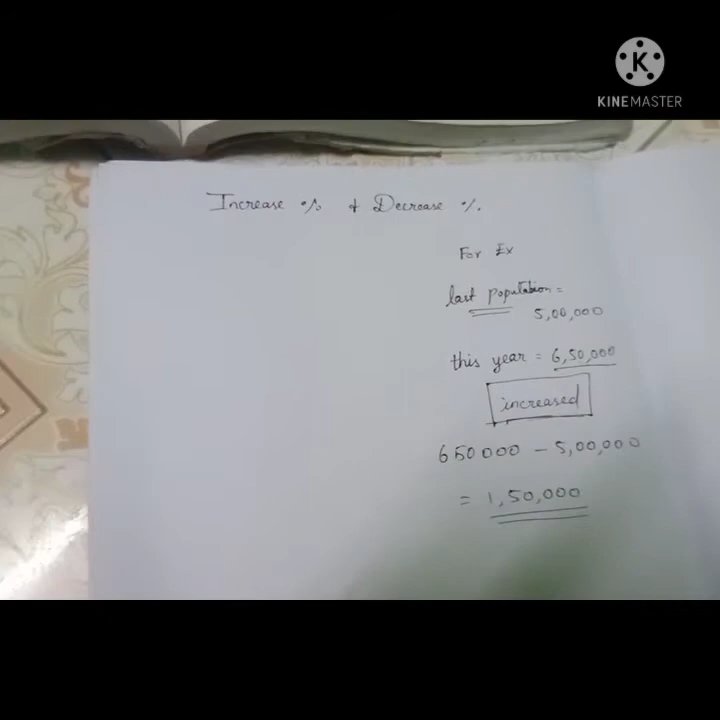 KINEMASTER
Increase % & Decrease %.
For Ex
last population =
5,00,000
this year = 6,50,000
increased
650000 - 5,00,000
= 1,50,000